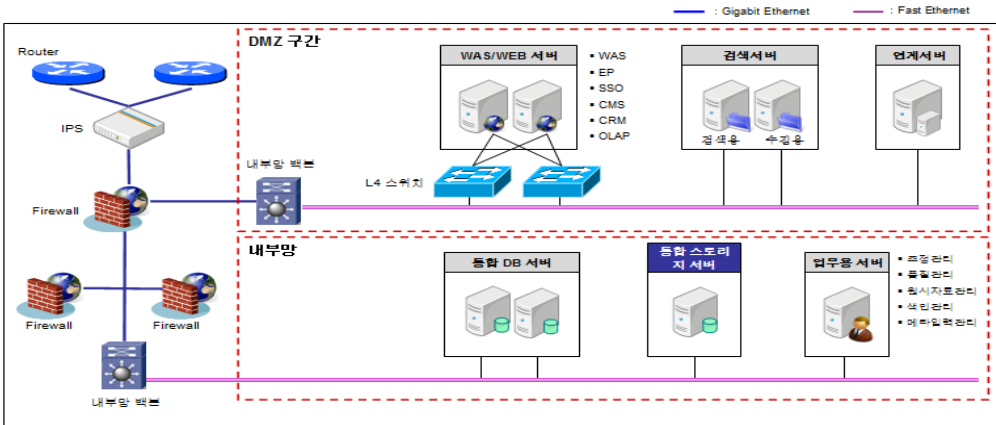 : Gigabit Ethernet
: Fast Ethernet
Router
DMZ 구간
WAS/WEB 서버
▪ WAS
▪ EP
▪ SSO
▪ CMS
▪ CRM
▪ OLAP
검색서버
연계서버
검색용
수집용
IPS
내부망 백본
L4 스위치
Firewall
내부망
통합 DB 서버
통합 스토리
지 서버
업무용 서버
▪ 조정관리
▪ 품질관리
▪ 원시자료관리
▪ 색인관리
▪ 메타입력관리
Firewall
Firewall
내부망 백본